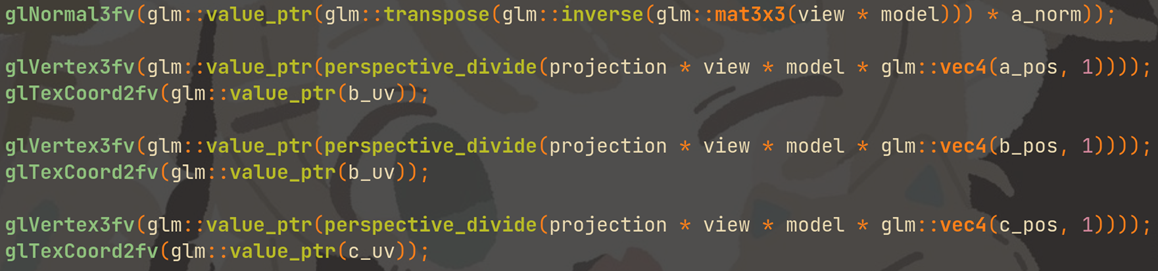 glNormal3fv(glm::value_ptr(glm::transpose(glm::inverse(glm::mat3x3(view * model))) * a_norm));
glVertex3fv(glm::value_ptr(perspective_divide(projection * view * model * glm::vec4(a_pos, 1))));
glTexCoord2fv(glm::value_ptr(b_uv));
glVertex3fv(glm::value_ptr(perspective_divide(projection * view * model * glm::vec4(b_pos, 1))));
glTexCoord2fv(glm::value_ptr(b_uv));
glVertex3fv(glm::value_ptr(perspective_divide(projection * view * model * glm::vec4(c_pos, 1))));
glTexCoord2fv(glm::value_ptr(c_uv));